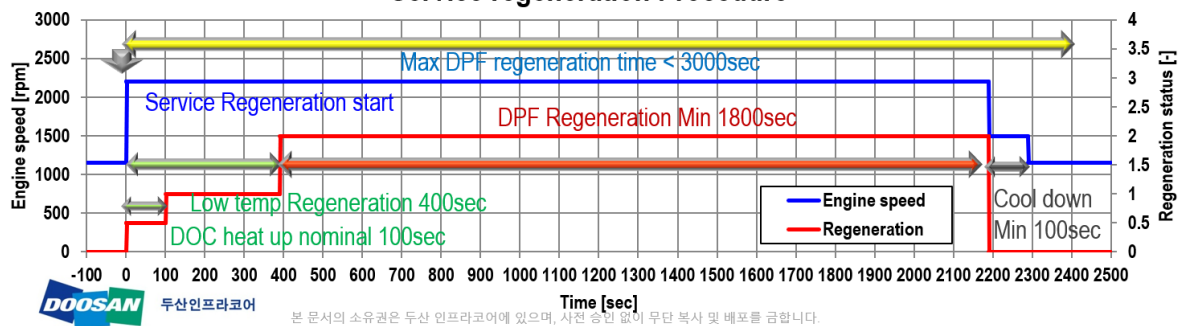 3000
2500
2000
1500
1000
500
0
Engine speed [rpm]
4
3.5
3
2.5
2
1.5
1
0.5
0
Regeneration status [-]
Max DPF regeneration time < 3000sec
Service Regeneration start
DPF Regeneration Min 1800sec
Low temp Regeneration 400sec
DOC heat up nominal 100sec
Engine speed
Regeneration
Cool down
Min 100sec
-100 0 100 200 300 400 500 600 700 800 900 1000 1100 1200 1300 1400 1500 1600 1700 1800 1900 2000 2100 2200 2300 2400 2500
Time [sec]
DOOSAN 두산인프라코어
본 문서의 소유권은 두산 인프라코어에 있으며, 사전 승인 없이 무단 복사 및 배포를 금합니다.